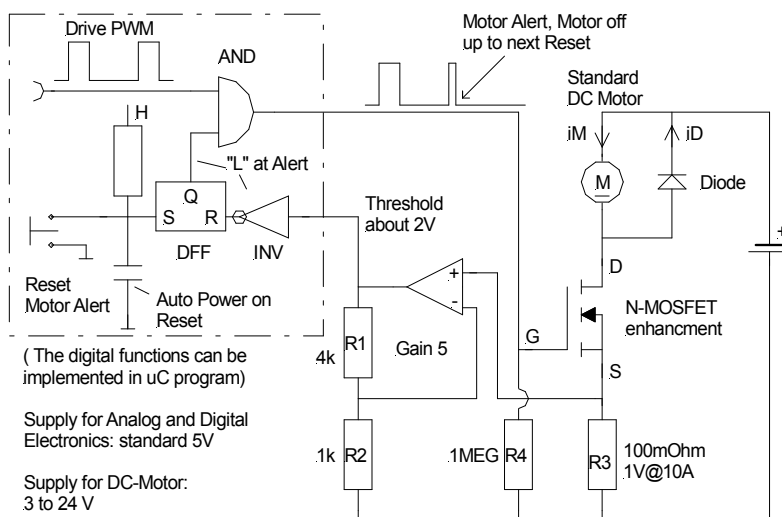 Drive PWM
AND
Motor Alert, Motor off
up to next Reset
Standard
DC Motor
H
iM
iD
"L" at Alert
M
Diode
+
Q
S
R
Threshold
about 2V
DFF
INV
D
Reset
Motor Alert
Auto Power on
Reset
+
-
N-MOSFET
enhancment
G
R1
4k
Gain 5
S
( The digital functions can be
implemented in uC program)
Supply for Analog and Digital
Electronics: standard 5V
1k
R2
1MEG
R4
R3
100mOhm
1V@10A
Supply for DC-Motor:
3 to 24 V